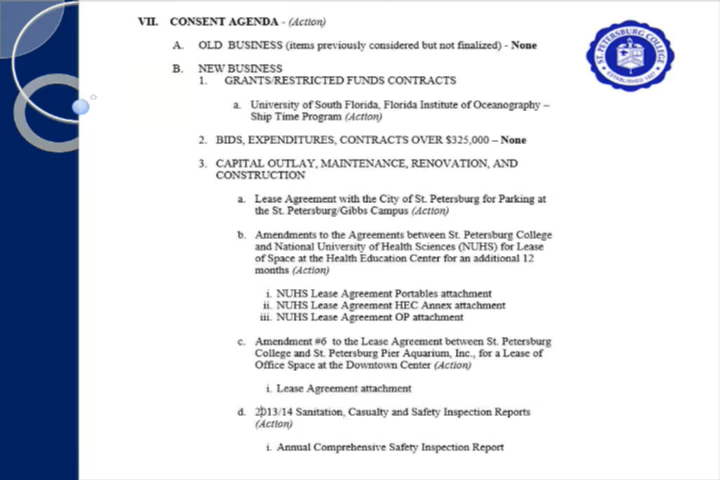 VII. CONSENT AGENDA - (Action)
A. OLD BUSINESS (items previously considered but not finalized) - None
B. NEW BUSINESS
1. GRANTS/RESTRICTED FUNDS CONTRACTS
a. University of South Florida, Florida Institute of Oceanography –
Ship Time Program (Action)
2. BIDS, EXPENDITURES, CONTRACTS OVER $325,000 – None
3. CAPITAL OUTLAY, MAINTENANCE, RENOVATION, AND
CONSTRUCTION
a. Lease Agreement with the City of St. Petersburg for Parking at
the St. Petersburg/Gibbs Campus (Action)
b. Amendments to the Agreements between St. Petersburg College
and National University of Health Sciences (NUHS) for Lease
of Space at the Health Education Center for an additional 12
months (Action)
i. NUHS Lease Agreement Portables attachment
ii. NUHS Lease Agreement HEC Annex attachment
iii. NUHS Lease Agreement OP attachment
c. Amendment #6 to the Lease Agreement between St. Petersburg
College and St. Petersburg Pier Aquarium, Inc., for a Lease of
Office Space at the Downtown Center (Action)
i. Lease Agreement attachment
d. 2013/14 Sanitation, Casualty and Safety Inspection Reports
(Action)
i. Annual Comprehensive Safety Inspection Report
ST. PETERSBURG COLLEGE
ESTABLISHED 1927